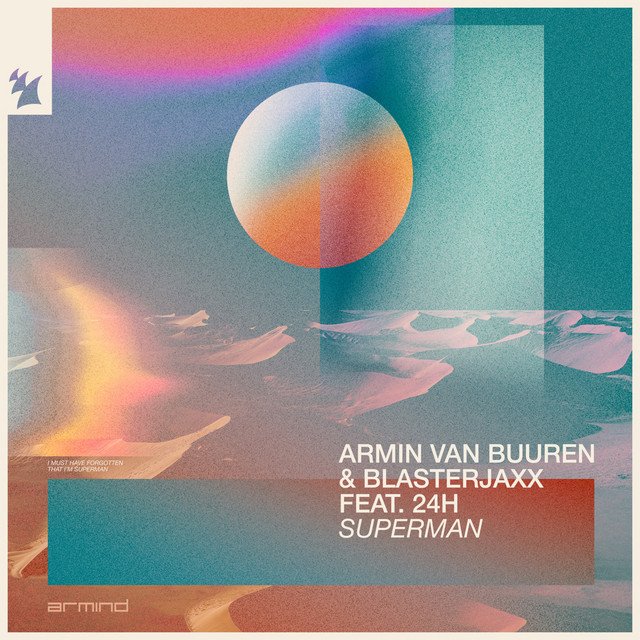 ARMIN VAN BUUREN
& BLASTERJAXX
FEAT. 24H
SUPERMAN
I MUST HAVE FORGOTTEN
THAT I'M SUPERMAN
armind